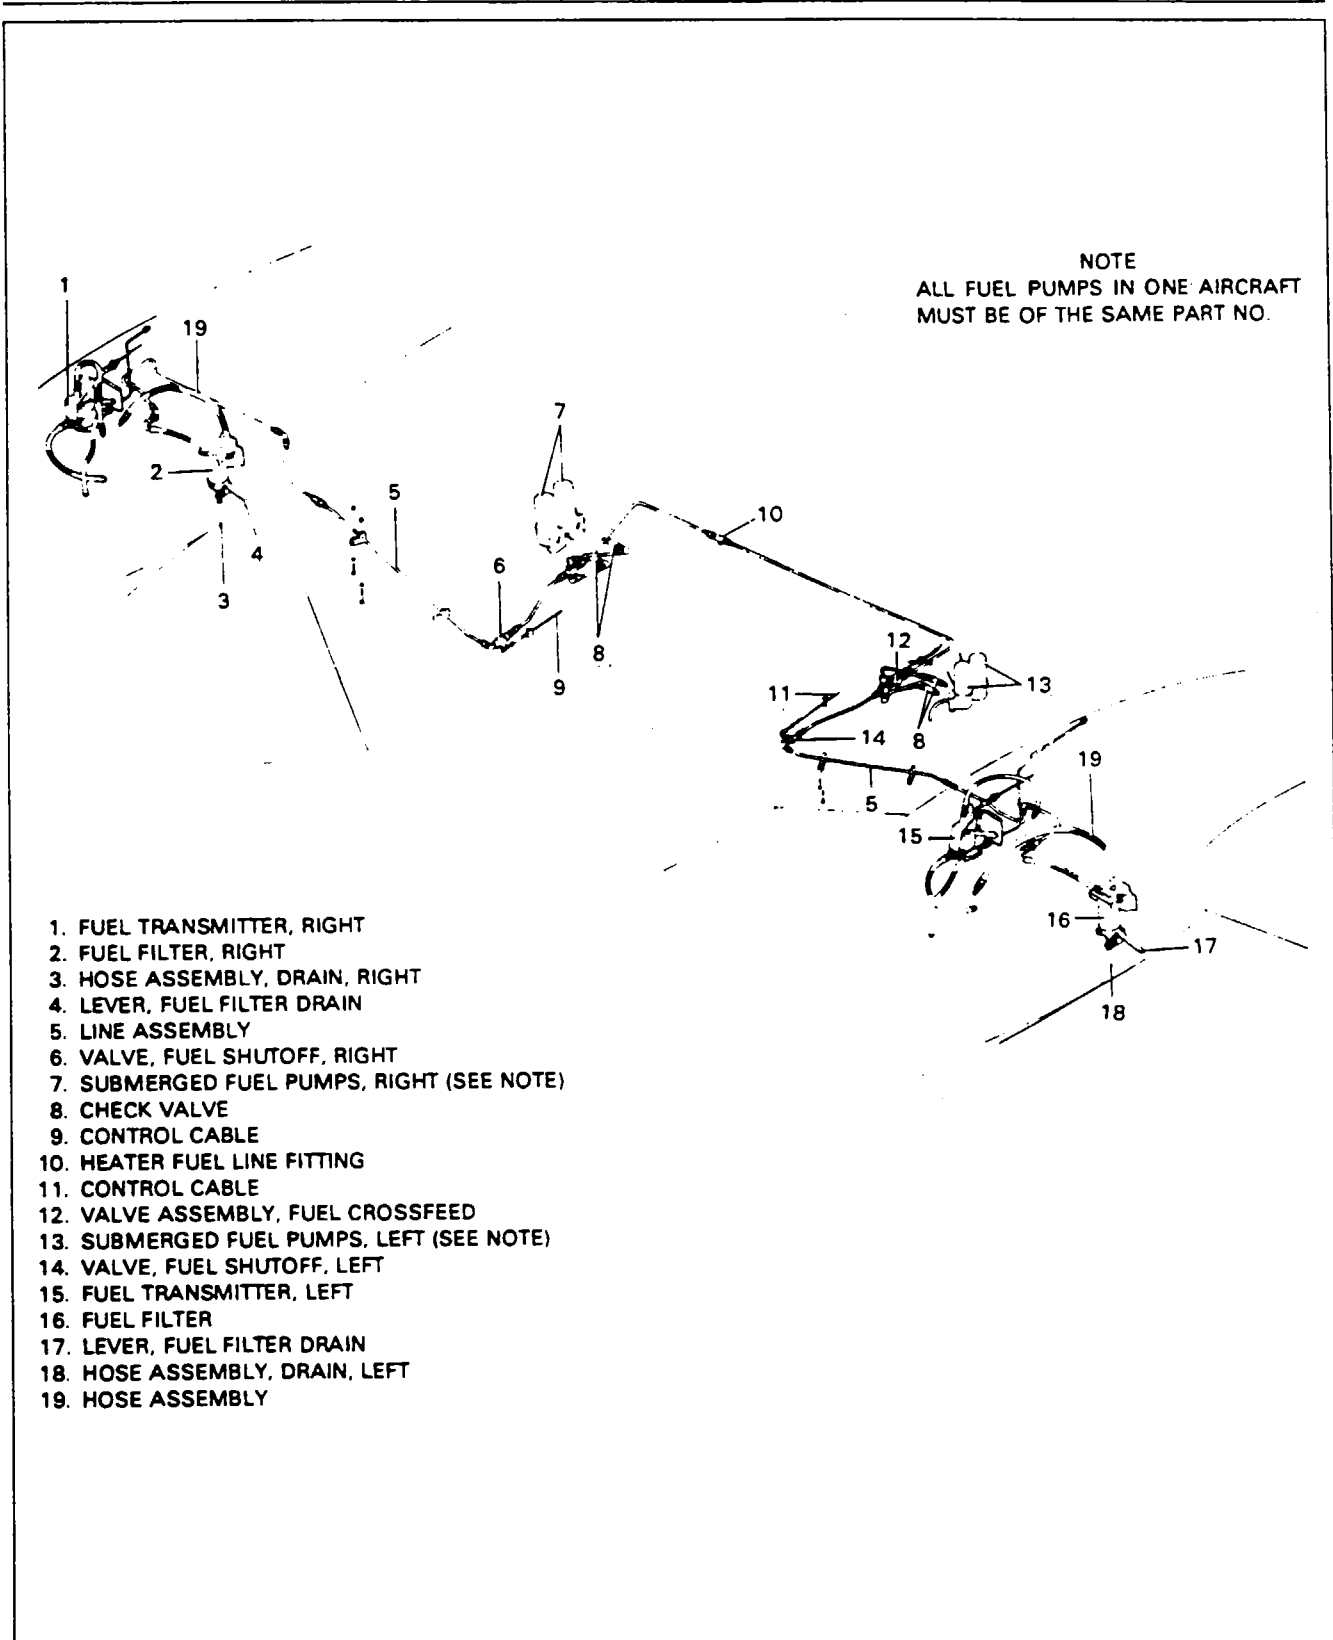 NOTE
ALL FUEL PUMPS IN ONE AIRCRAFT
MUST BE OF THE SAME PART NO.
1
19
7
2
5
10
4
6
3
8
12
9
11
13
14
8
19
5
15
16
17
18
1. FUEL TRANSMITTER, RIGHT
2. FUEL FILTER, RIGHT
3. HOSE ASSEMBLY, DRAIN, RIGHT
4. LEVER, FUEL FILTER DRAIN
5. LINE ASSEMBLY
6. VALVE, FUEL SHUTOFF, RIGHT
7. SUBMERGED FUEL PUMPS, RIGHT (SEE NOTE)
8. CHECK VALVE
9. CONTROL CABLE
10. HEATER FUEL LINE FITTING
11. CONTROL CABLE
12. VALVE ASSEMBLY, FUEL CROSSFEED
13. SUBMERGED FUEL PUMPS, LEFT (SEE NOTE)
14. VALVE, FUEL SHUTOFF, LEFT
15. FUEL TRANSMITTER, LEFT
16. FUEL FILTER
17. LEVER, FUEL FILTER DRAIN
18. HOSE ASSEMBLY, DRAIN, LEFT
19. HOSE ASSEMBLY